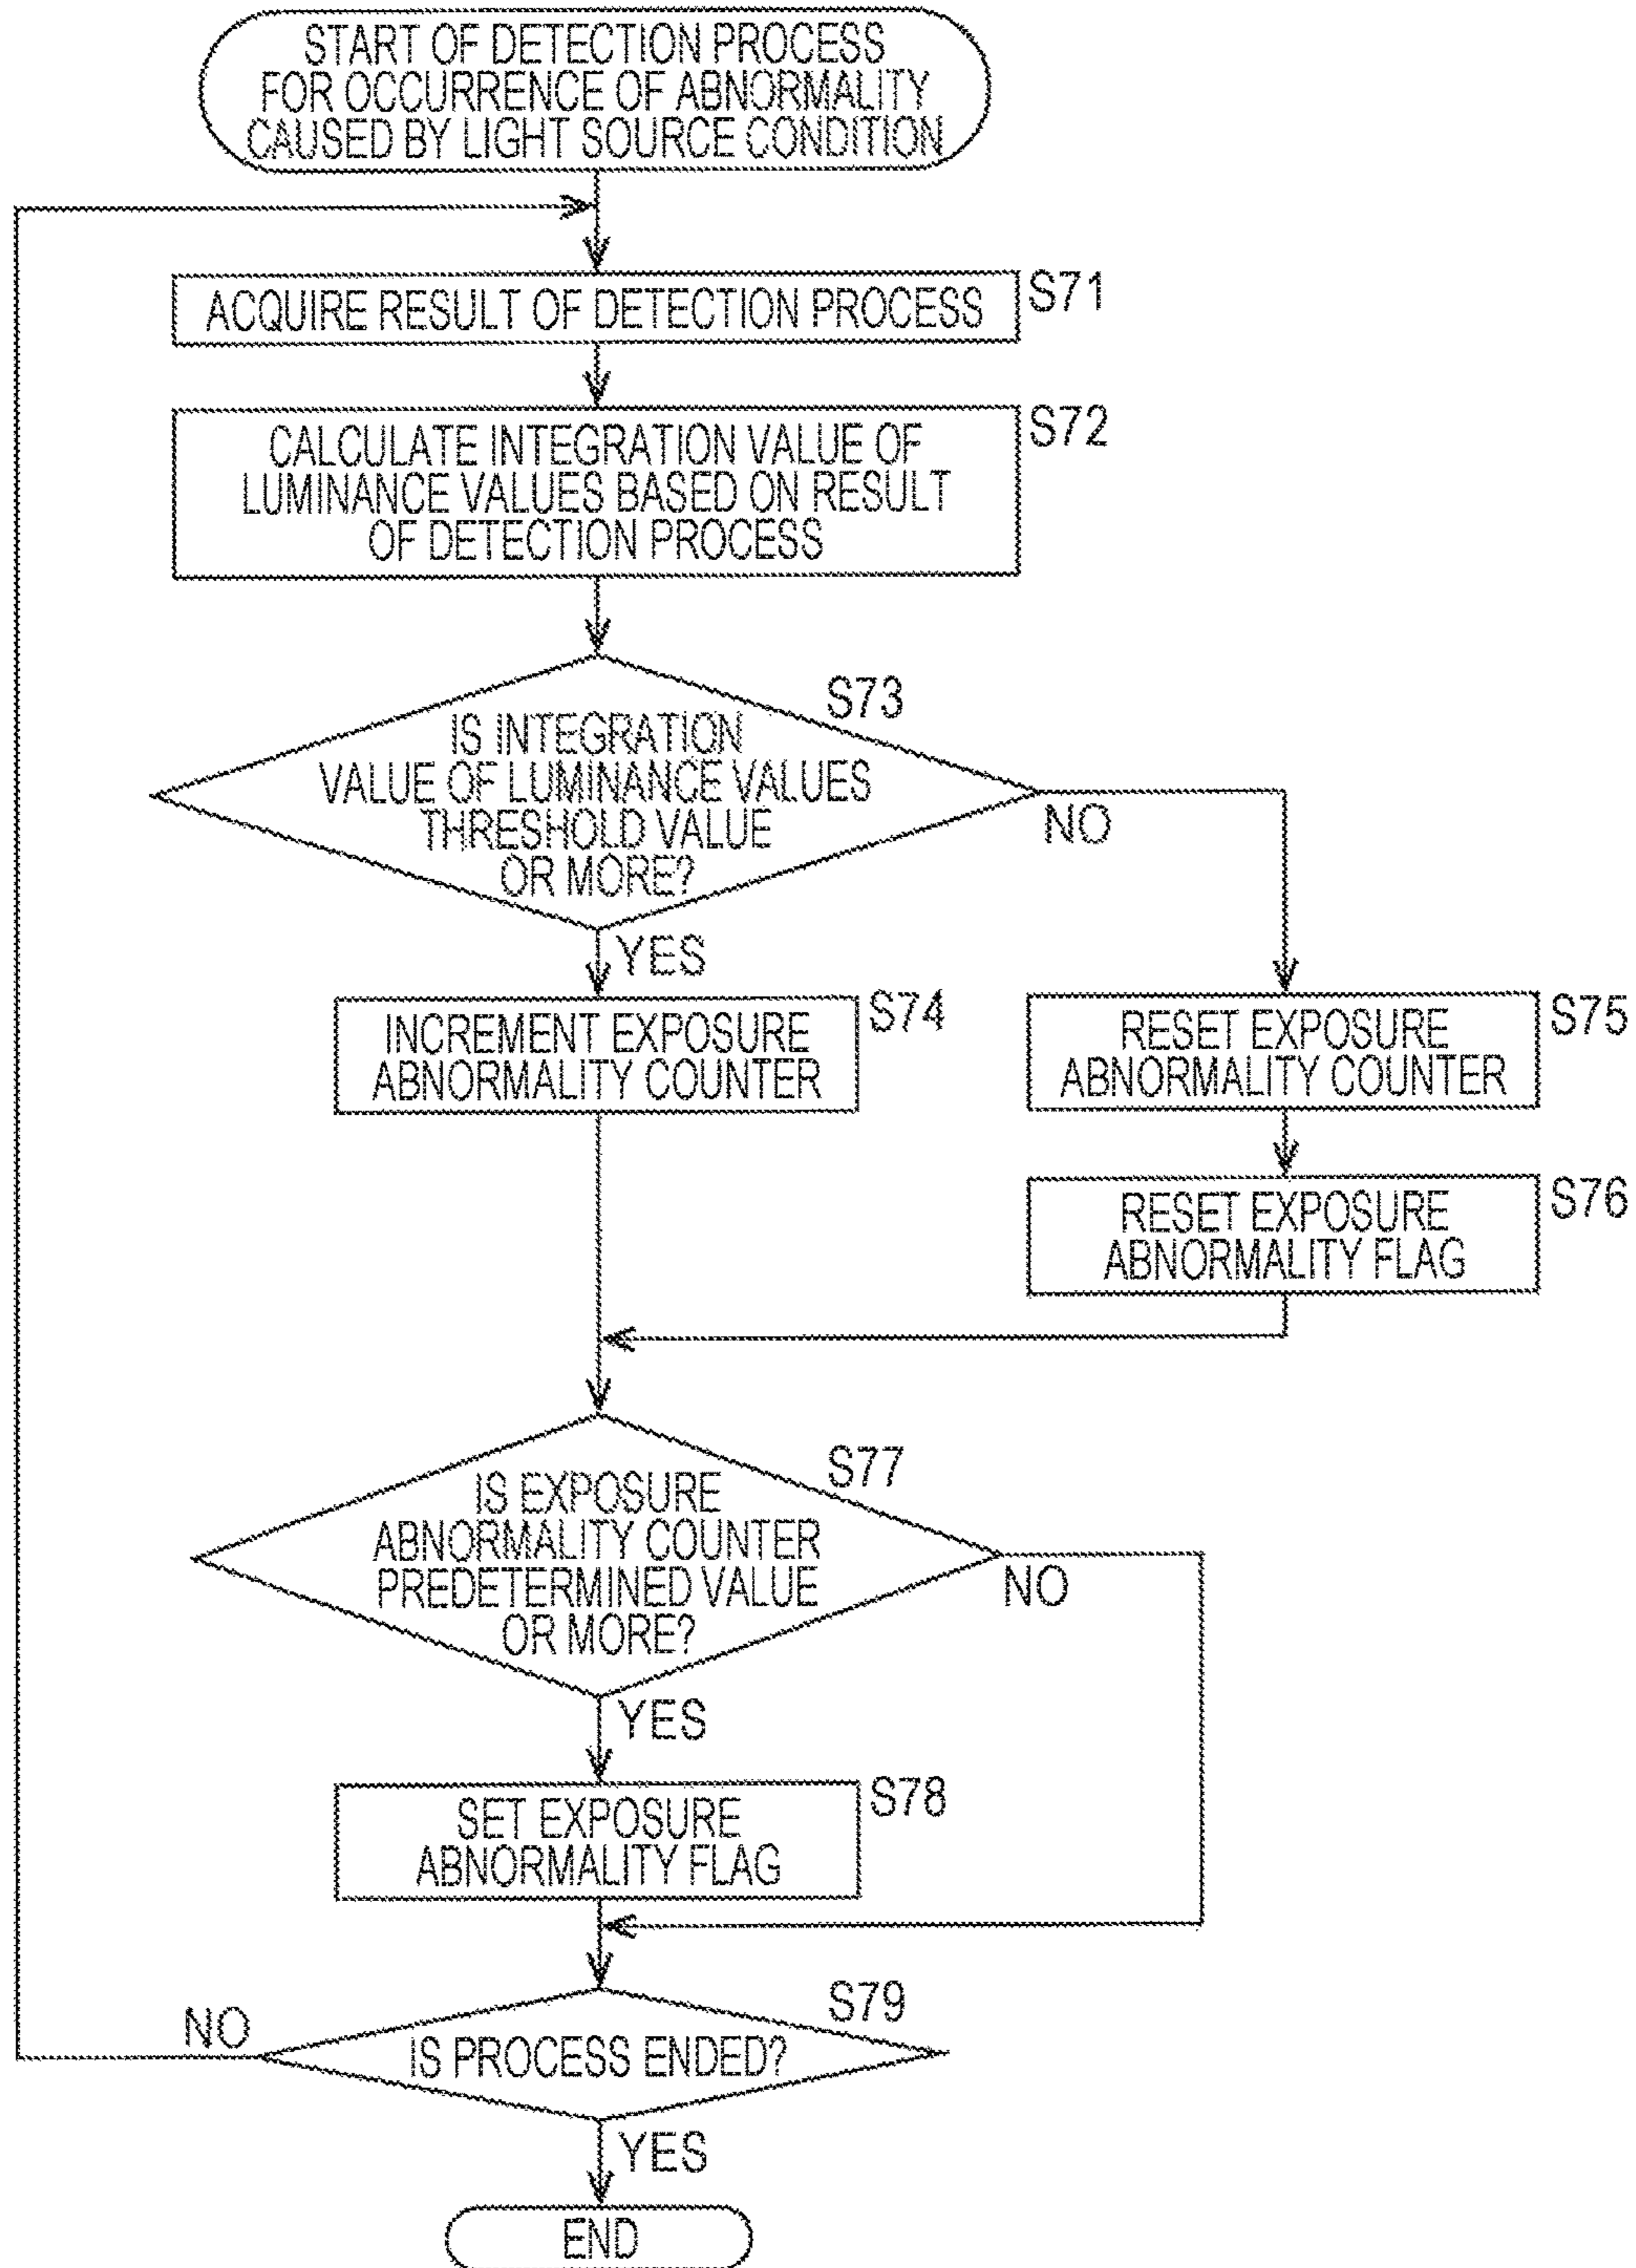 START OF DETECTION PROCESS
FOR OCCURRENCE OF ABNORMALITY
CAUSED BY LIGHT SOURCE CONDITION
ACQUIRE RESULT OF DETECTION PROCESS
S71
CALCULATE INTEGRATION VALUE OF
LUMINANCE VALUES BASED ON RESULT
OF DETECTION PROCESS
S72
S73
IS INTEGRATION
VALUE OF LUMINANCE VALUES
THRESHOLD VALUE
OR MORE?
NO
YES
INCREMENT EXPOSURE
ABNORMALITY COUNTER
S74
RESET EXPOSURE
ABNORMALITY COUNTER
S75
RESET EXPOSURE
ABNORMALITY FLAG
S76
S77
IS EXPOSURE
ABNORMALITY COUNTER
PREDETERMINED VALUE
OR MORE?
NO
YES
SET EXPOSURE
ABNORMALITY FLAG
S78
S79
NO
IS PROCESS ENDED?
YES
END